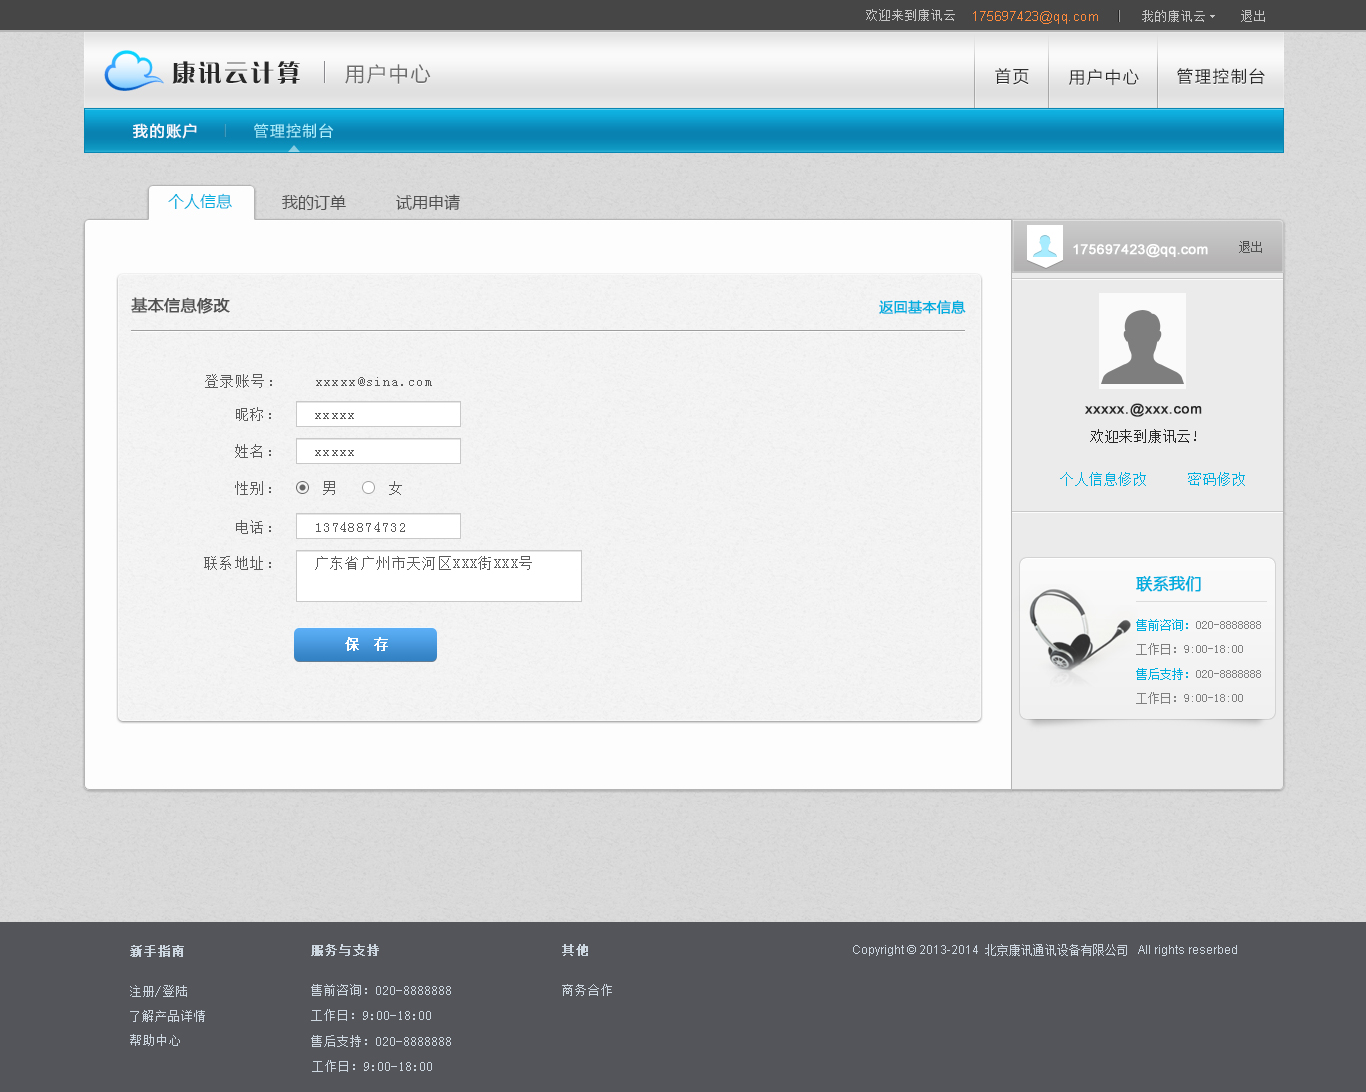 欢迎来到康讯云 175697423@qq.com | 我的康讯云 退出
康讯云计算 | 用户中心 首页 用户中心 管理控制台
我的账户 | 管理控制台
个人信息 我的订单 试用申请
175697423@qq.com 退出
基本信息修改 返回基本信息
登录账号： xxxxx@sina.com
昵称： xxxxx
姓名： xxxxx
性别： 男 女
电话： 13748874732
联系地址： 广东省广州市天河区XXX街XXX号
保 存
xxxxx.@xxx.com
欢迎来到康讯云!
个人信息修改 密码修改
联系我们
售前咨询：020-8888888
工作日：9:00-18:00
售后支持：020-8888888
工作日：9:00-18:00
新手指南
注册/登陆
了解产品详情
帮助中心
服务与支持
售前咨询：020-8888888
工作日：9:00-18:00
售后支持：020-8888888
工作日：9:00-18:00
其他
商务合作
Copyright © 2013-2014 北京康讯通讯设备有限公司 All rights reserbed